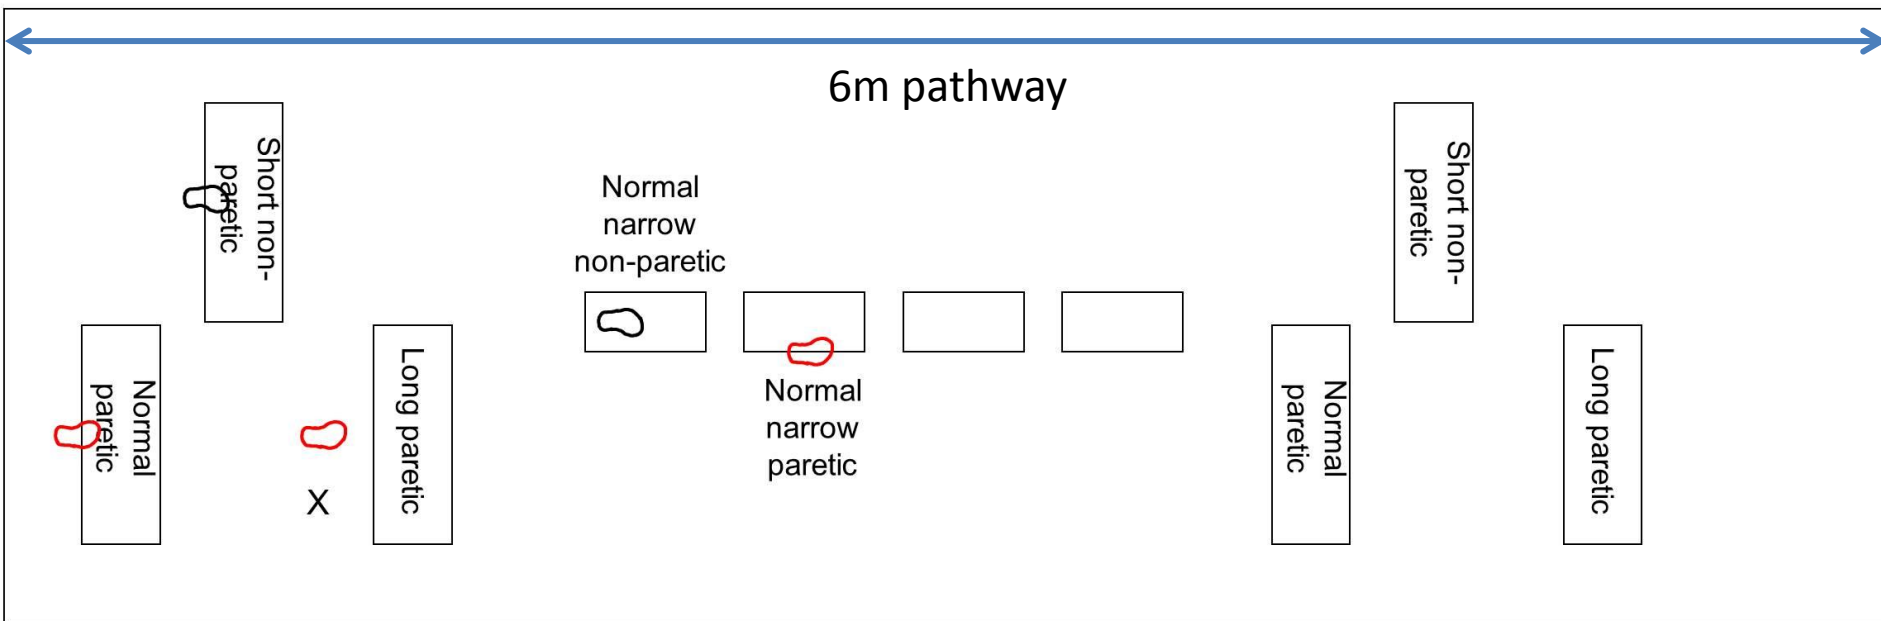 6m pathway
Short non-
paretic
Normal
paretic
X
Long paretic
Normal
narrow
non-paretic
Normal
narrow
paretic
Short non-
paretic
Normal
paretic
Long paretic